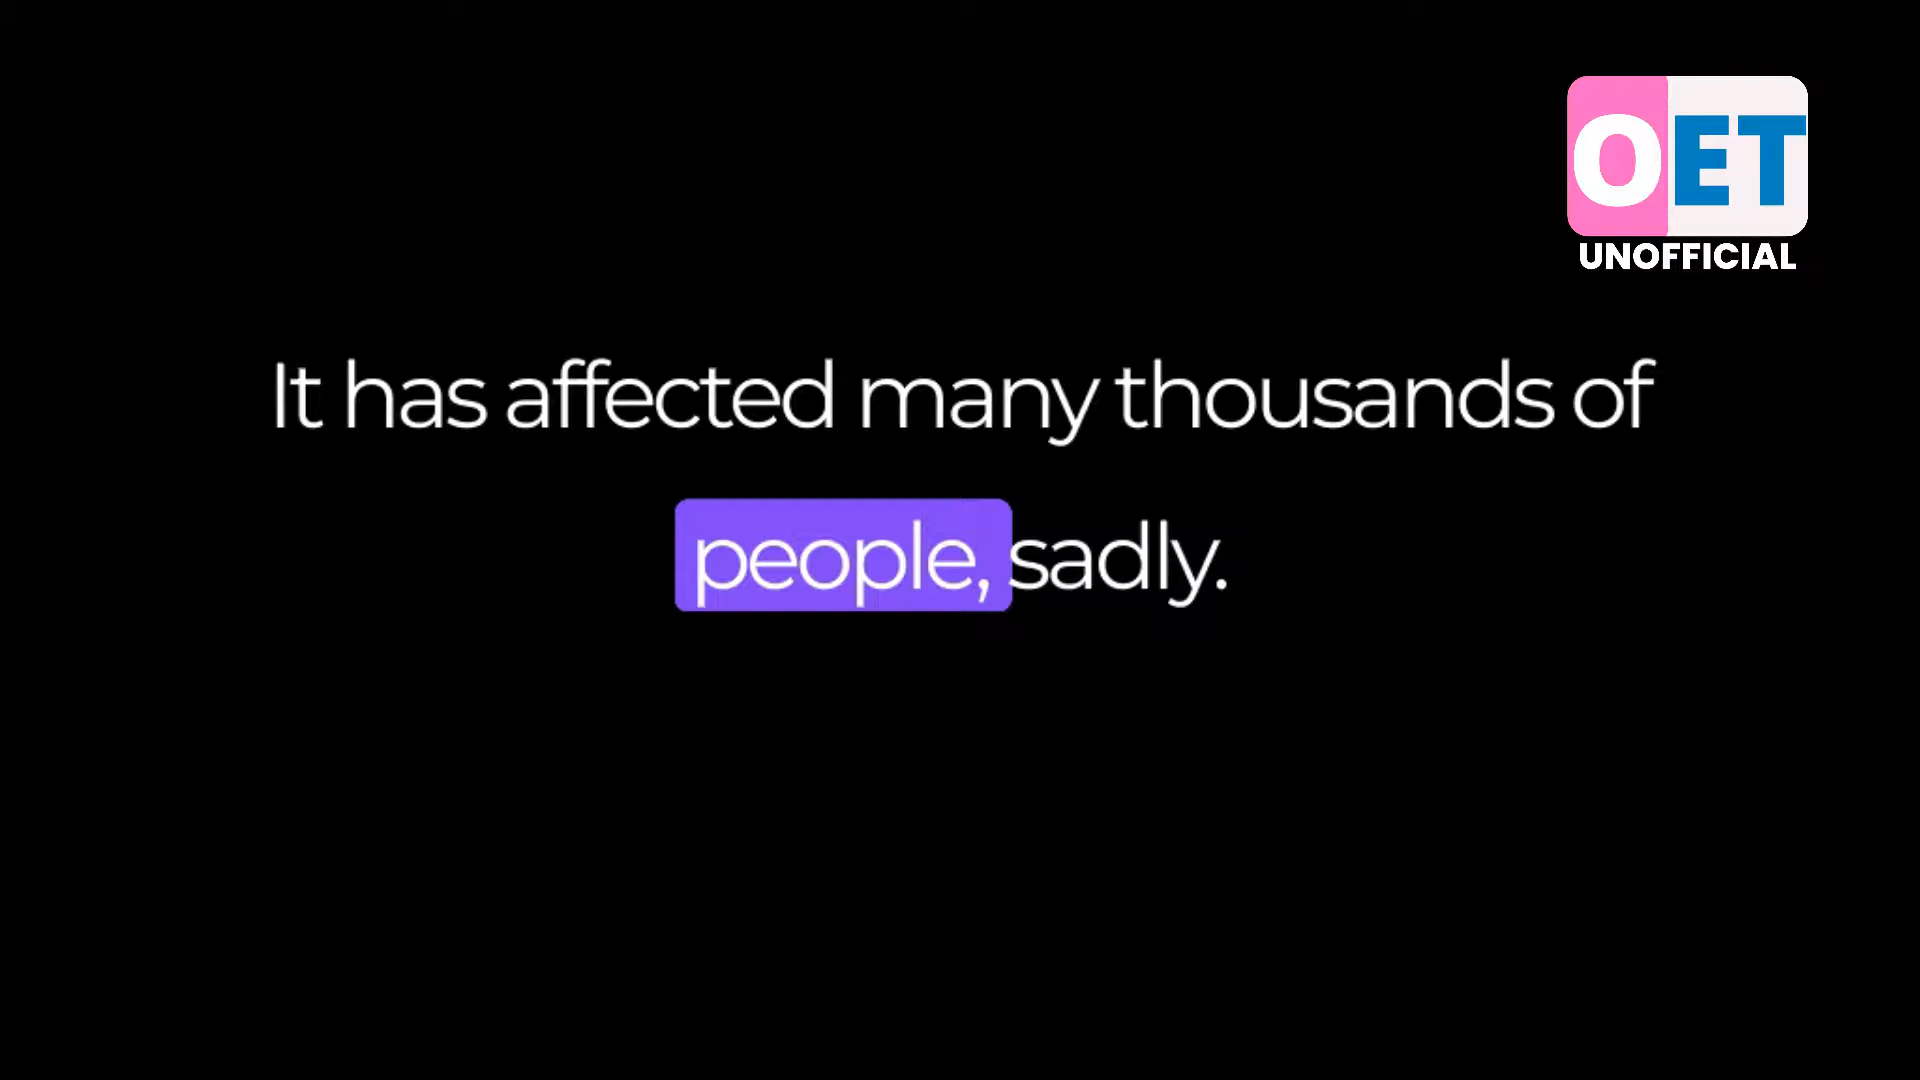 OET
UNOFFICIAL
It has affected many thousands of
people, sadly.